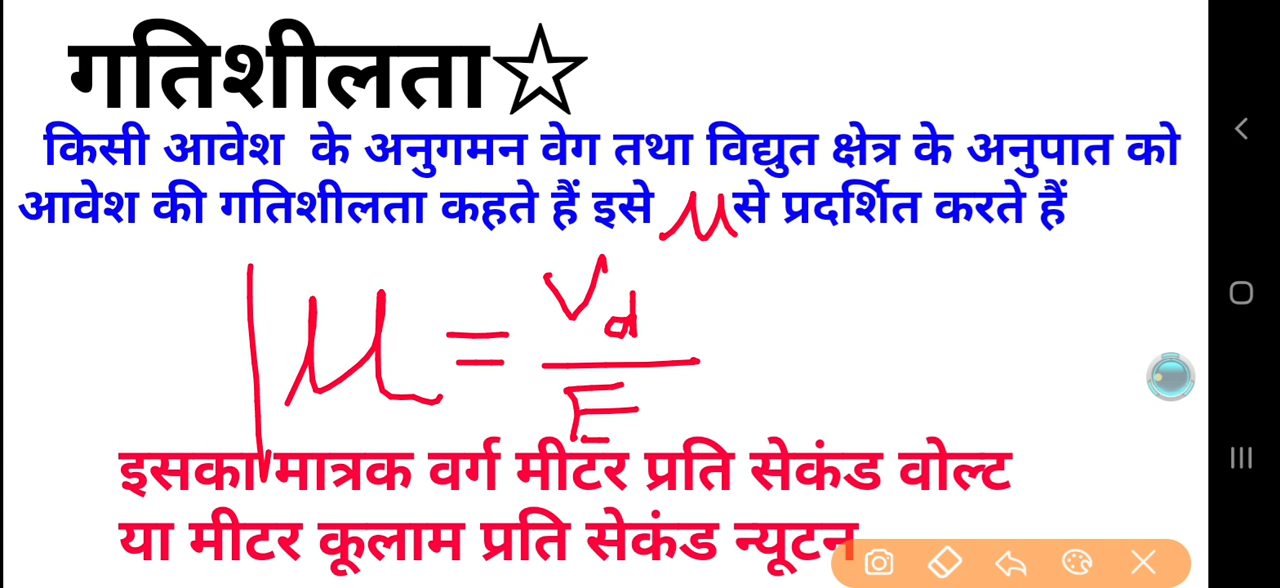 गतिशीलता☆
किसी आवेश के अनुगमन वेग तथा विद्युत क्षेत्र के अनुपात को
आवेश की गतिशीलता कहते हैं इसे μ से प्रदर्शित करते हैं
μ = Vd / E
इसका मात्रक वर्ग मीटर प्रति सेकंड वोल्ट
या मीटर कूलाम प्रति सेकंड न्यूटन